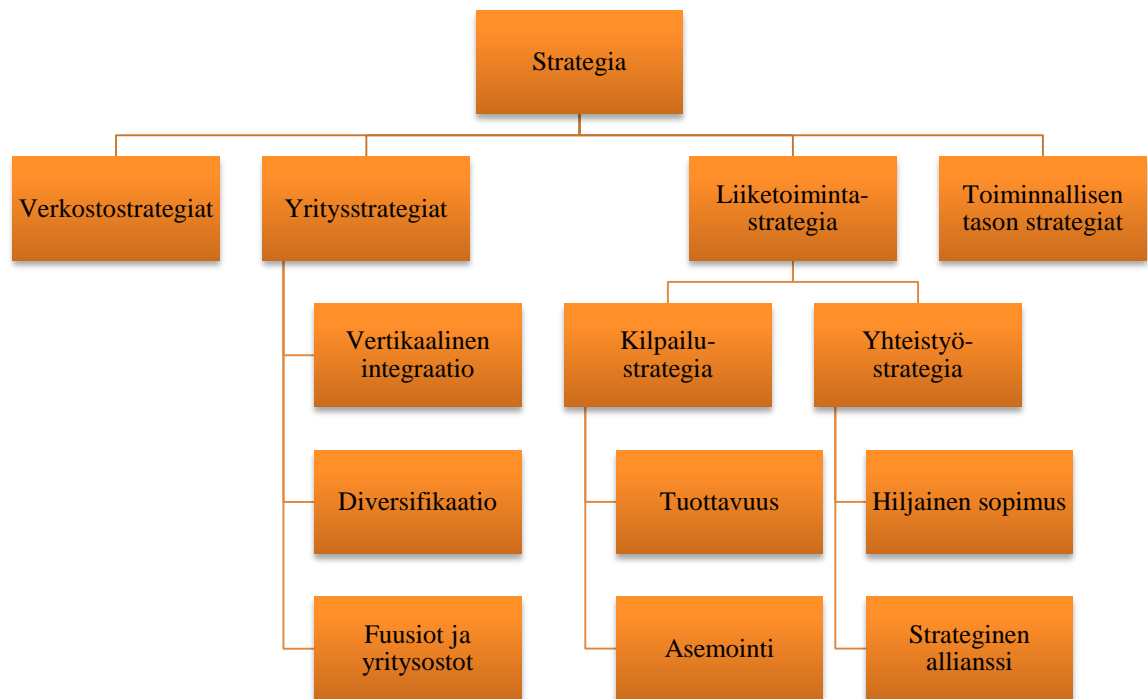 Strategia
Verkostostrategiat
Yritysstrategiat
Liiketoiminta-
strategia
Toiminnallisen
tason strategiat
Vertikaalinen
integraatio
Kilpailu-
strategia
Yhteistyö-
strategia
Diversifikaatio
Tuottavuus
Hiljainen sopimus
Fuusiot ja
yritysostot
Asemointi
Strateginen
allianssi